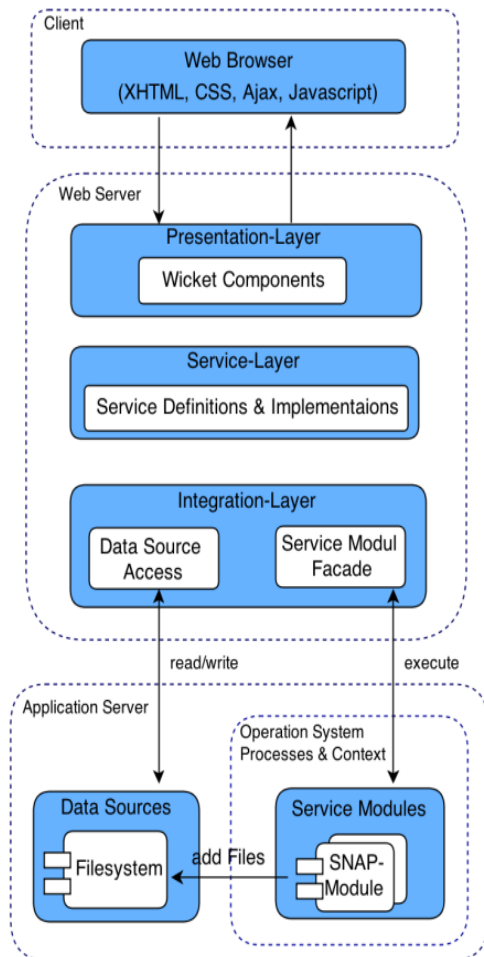 Client
Web Browser
(XHTML, CSS, Ajax, Javascript)
Web Server
Presentation-Layer
Wicket Components
Service-Layer
Service Definitions & Implementaions
Integration-Layer
Data Source
Access
Service Modul
Facade
read/write
execute
Application Server
Operation System
Processes & Context
Data Sources
Filesystem
add Files
Service Modules
SNAP-
Module